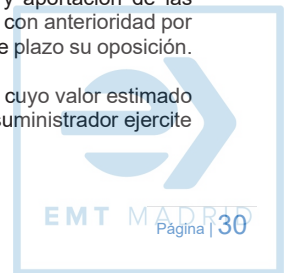 y aportación de las
con anterioridad por
e plazo su oposición.
cuyo valor estimado
suministrador ejercite
EMT MADRID
Página | 30